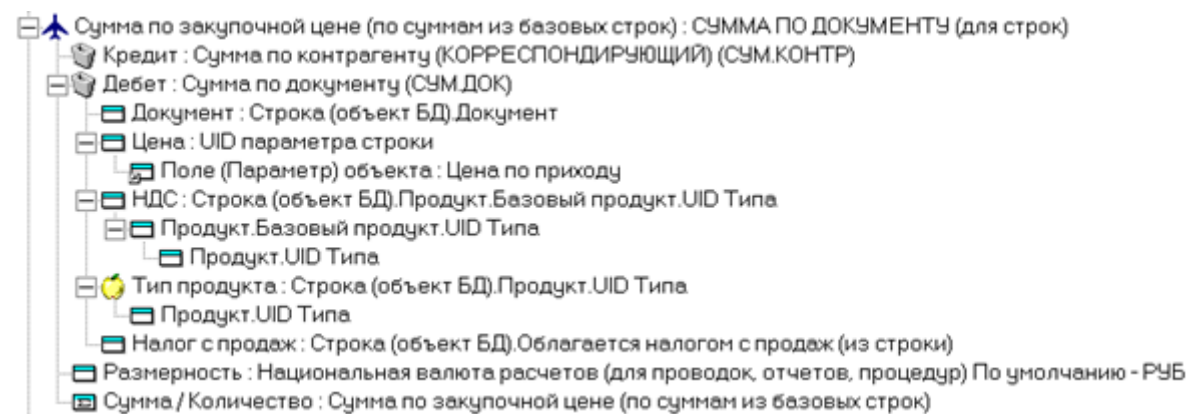 Сумма по закупочной цене (по суммам из базовых строк) : СУММА ПО ДОКУМЕНТУ (для строк)
Кредит : Сумма по контрагенту (КОРРЕСПОНДИРУЮЩИЙ) (СУМ.КОНТР)
Дебет : Сумма по документу (СУМ.ДОК)
Документ : Строка (объект БД).Документ
Цена : UID параметра строки
Поле (Параметр) объекта : Цена по приходу
НДС : Строка (объект БД).Продукт.Базовый продукт.UID Типа
Продукт.Базовый продукт.UID Типа
Продукт.UID Типа
Тип продукта : Строка (объект БД).Продукт.UID Типа
Продукт.UID Типа
Налог с продаж : Строка (объект БД).Облагается налогом с продаж (из строки)
Размерность : Национальная валюта расчетов (для проводок, отчетов, процедур) По умолчанию - РУБ
Сумма / Количество : Сумма по закупочной цене (по суммам из базовых строк)